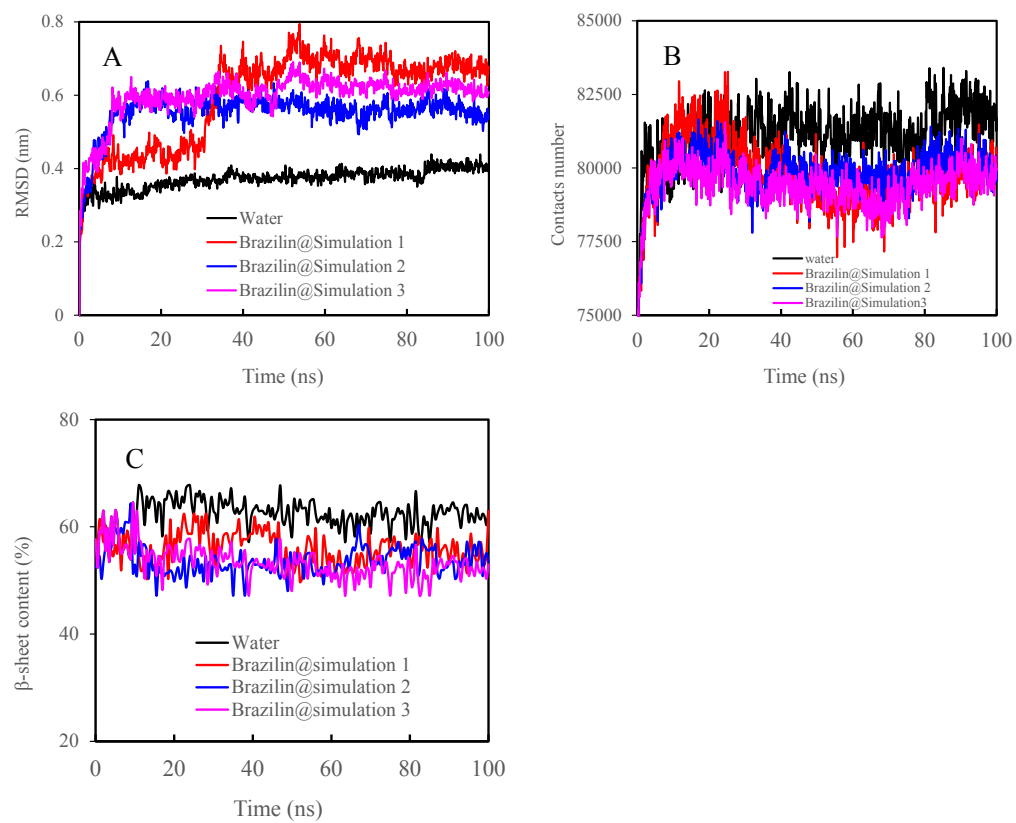 A
RMSD (nm)
0.8
0.6
0.4
0.2
0
Water
Brazilin@Simulation 1
Brazilin@Simulation 2
Brazilin@Simulation 3
0 20 40 60 80 100
Time (ns)
B
Contacts number
85000
82500
80000
77500
75000
water
Brazilin@Simulation 1
Brazilin@Simulation 2
Brazilin@Simulation3
0 20 40 60 80 100
Time (ns)
C
β-sheet content (%)
80
60
40
20
Water
Brazilin@simulation 1
Brazilin@simulation 2
Brazilin@simulation 3
0 20 40 60 80 100
Time (ns)